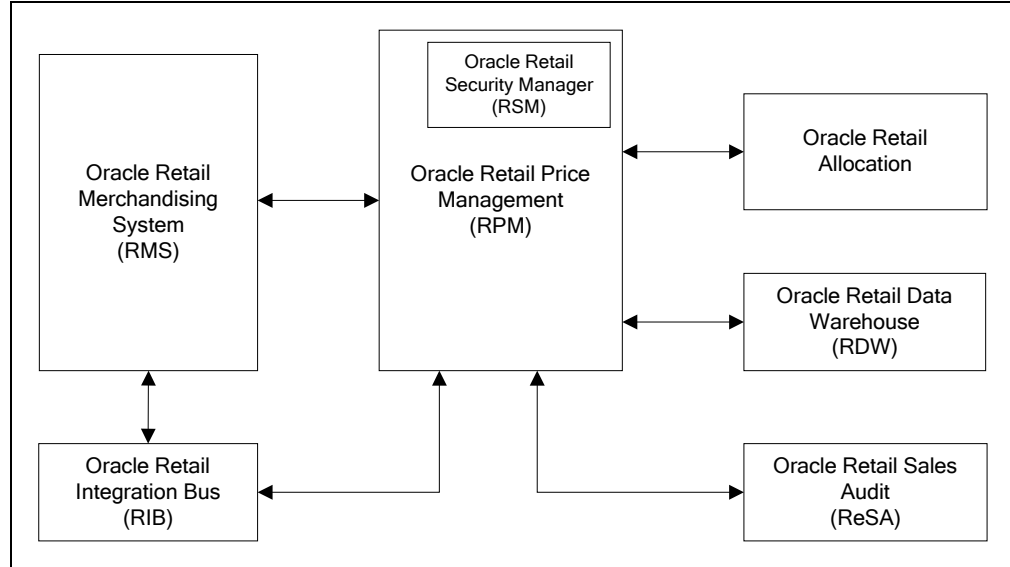 Oracle Retail
Merchandising
System
(RMS)
Oracle Retail
Security Manager
(RSM)
Oracle Retail Price
Management
(RPM)
Oracle Retail
Allocation
Oracle Retail Data
Warehouse
(RDW)
Oracle Retail
Integration Bus
(RIB)
Oracle Retail Sales
Audit
(ReSA)